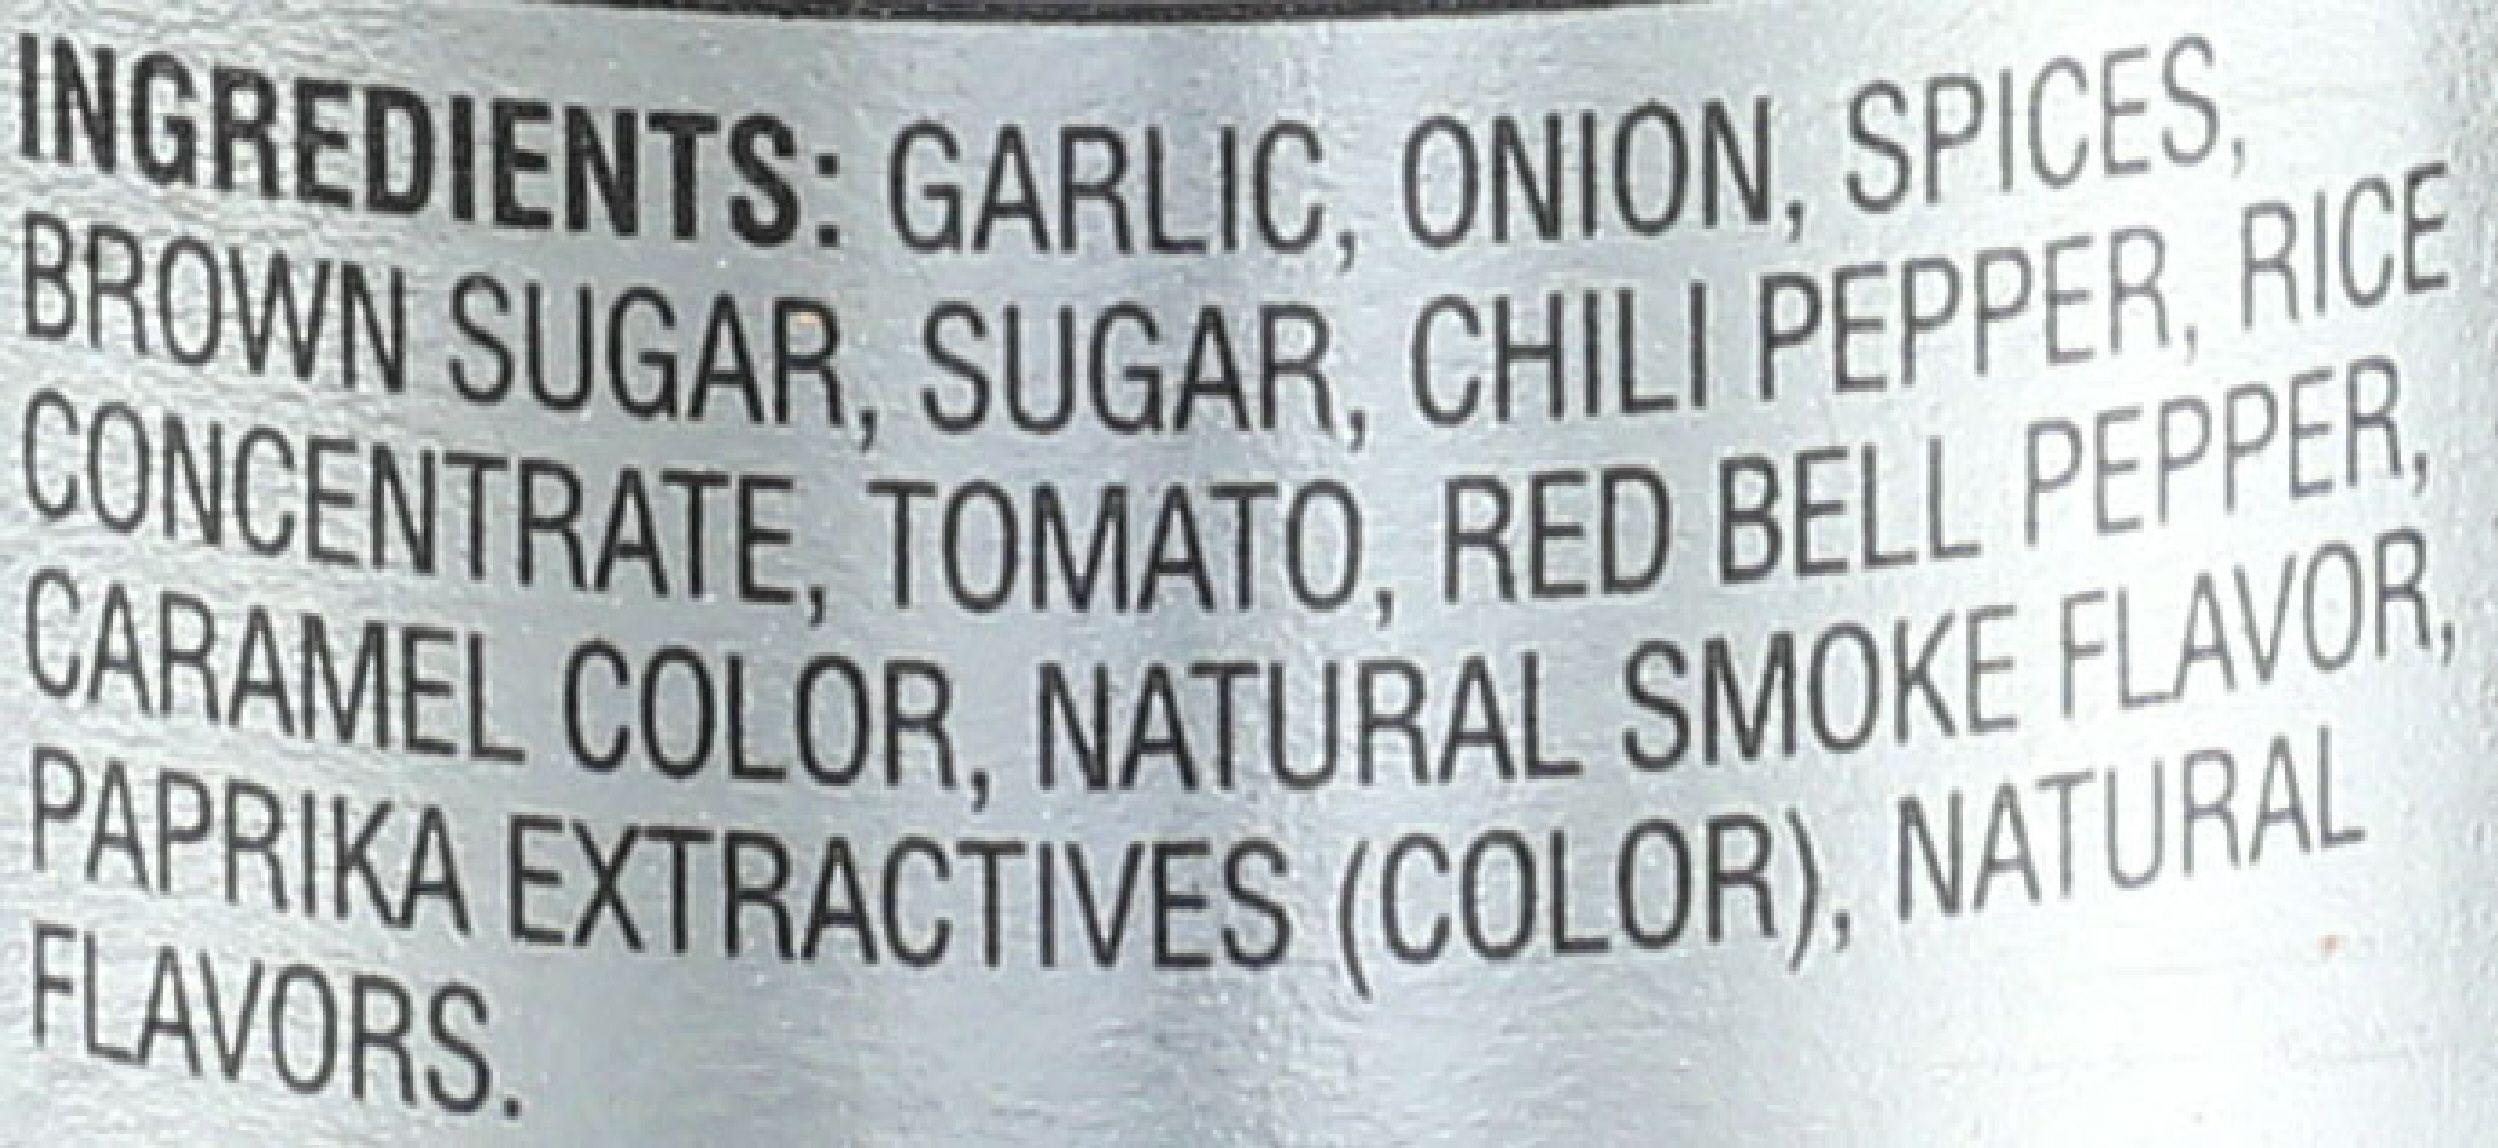 INGREDIENTS: GARLIC, ONION, SPICES,
BROWN SUGAR, SUGAR, CHILI PEPPER, RICE
CONCENTRATE, TOMATO, RED BELL PEPPER,
CARAMEL COLOR, NATURAL SMOKE FLAVOR,
PAPRIKA EXTRACTIVES (COLOR), NATURAL
FLAVORS.